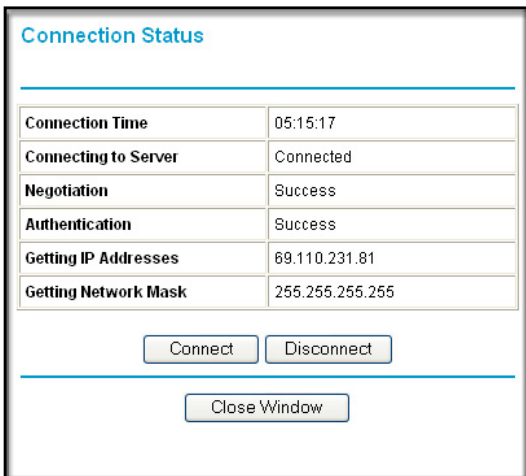 Connection Status
Connection Time 05:15:17
Connecting to Server Connected
Negotiation Success
Authentication Success
Getting IP Addresses 69.110.231.81
Getting Network Mask 255.255.255.255
Connect Disconnect
Close Window